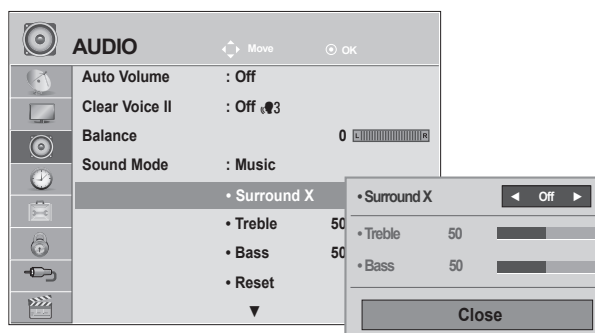 AUDIO Move OK
Auto Volume : Off
Clear Voice II : Off 3
Balance 0 L R
Sound Mode : Music
• Surround X
• Treble 50
• Bass 50
• Reset
▼
• Surround X ◄ Off ►
• Treble 50
• Bass 50
Close